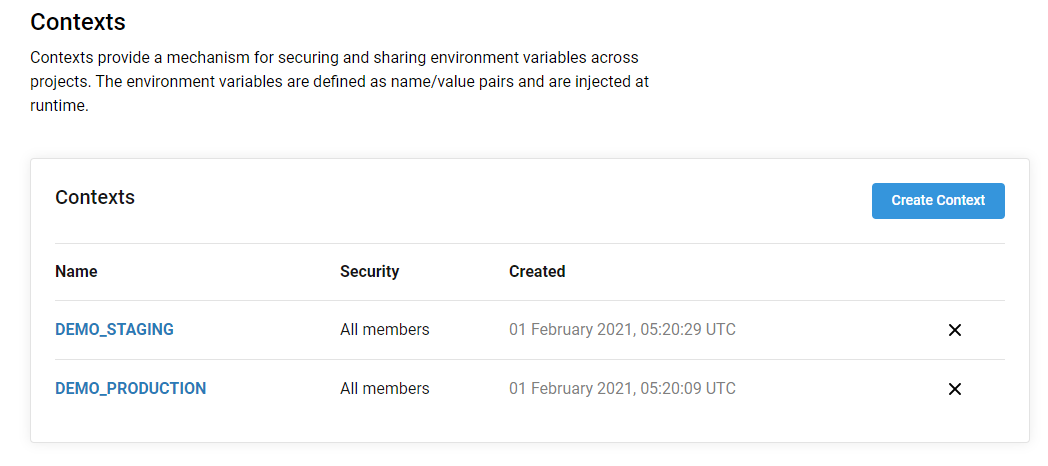 Contexts
Contexts provide a mechanism for securing and sharing environment variables across
projects. The environment variables are defined as name/value pairs and are injected at
runtime.
Contexts
Create Context
Name Security Created
DEMO_STAGING All members 01 February 2021, 05:20:29 UTC
DEMO_PRODUCTION All members 01 February 2021, 05:20:09 UTC